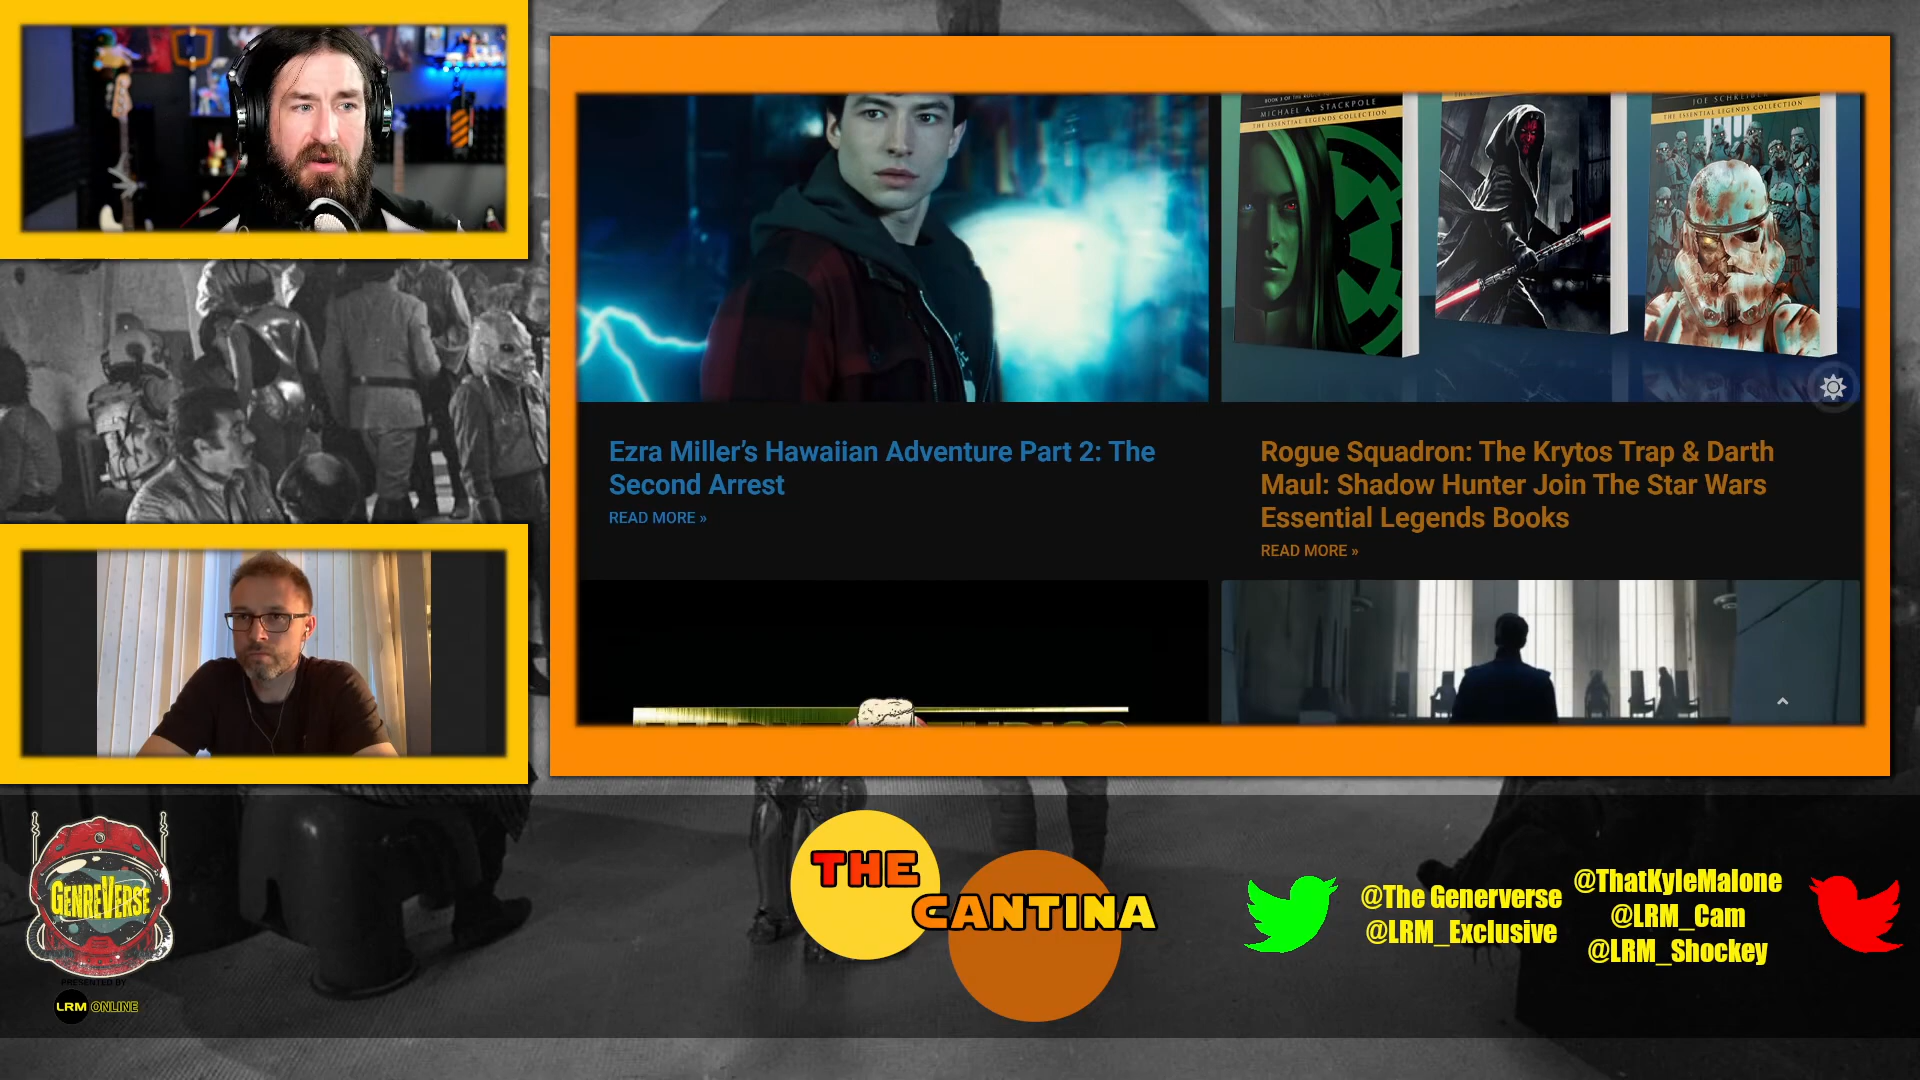 MICHAEL A. STACKPOLE
THE ESSENTIAL LEGENDS COLLECTION
JOE SCHREIBER
THE ESSENTIAL LEGENDS COLLECTION
Ezra Miller’s Hawaiian Adventure Part 2: The
Second Arrest
READ MORE »
Rogue Squadron: The Krytos Trap & Darth
Maul: Shadow Hunter Join The Star Wars
Essential Legends Books
READ MORE »
GENREVERSE
PRESENTED BY
LRM ONLINE
THE
CANTINA
@The Generverse
@LRM_Exclusive
@ThatKyleMalone
@LRM_Cam
@LRM_Shockey